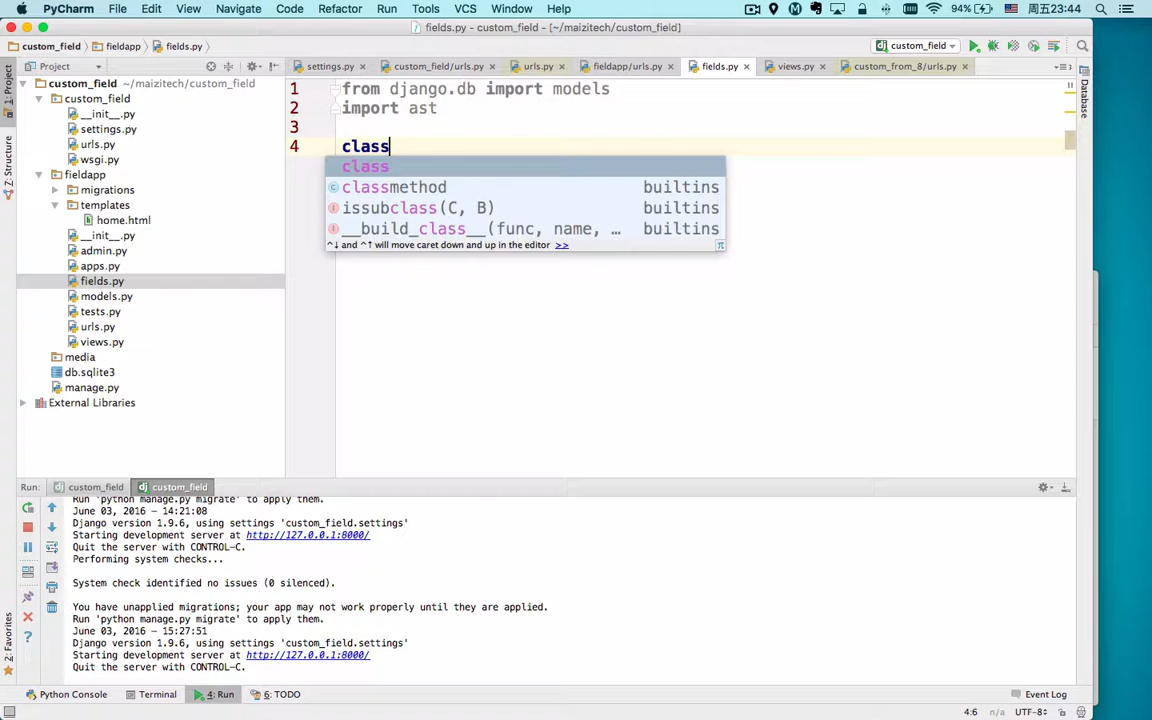 PyCharm File Edit View Navigate Code Refactor Run Tools VCS Window Help 94% 周五23:44
fields.py - custom_field - [~/maizitech/custom_field]
custom_field fieldapp fields.py custom_field
Project settings.py custom_field/urls.py urls.py fieldapp/urls.py fields.py views.py custom_from_8/urls.py
1: Project
7: Structure
2: Favorites
Database
custom_field ~/maizitech/custom_field
custom_field
__init__.py
settings.py
urls.py
wsgi.py
fieldapp
migrations
templates
home.html
__init__.py
admin.py
apps.py
fields.py
models.py
tests.py
urls.py
views.py
media
db.sqlite3
manage.py
External Libraries
1 from django.db import models
2 import ast
3
4 class
class
classmethod builtins
issubclass(C, B) builtins
__build_class__(func, name, … builtins
^↓ and ^↑ will move caret down and up in the editor >> π
Run: custom_field custom_field
Run 'python manage.py migrate' to apply them.
June 03, 2016 - 14:21:08
Django version 1.9.6, using settings 'custom_field.settings'
Starting development server at http://127.0.0.1:8000/
Quit the server with CONTROL-C.
Performing system checks...
System check identified no issues (0 silenced).
You have unapplied migrations; your app may not work properly until they are applied.
Run 'python manage.py migrate' to apply them.
June 03, 2016 - 15:27:51
Django version 1.9.6, using settings 'custom_field.settings'
Starting development server at http://127.0.0.1:8000/
Quit the server with CONTROL-C.
Python Console Terminal 4: Run 6: TODO Event Log
4:6 n/a UTF-8